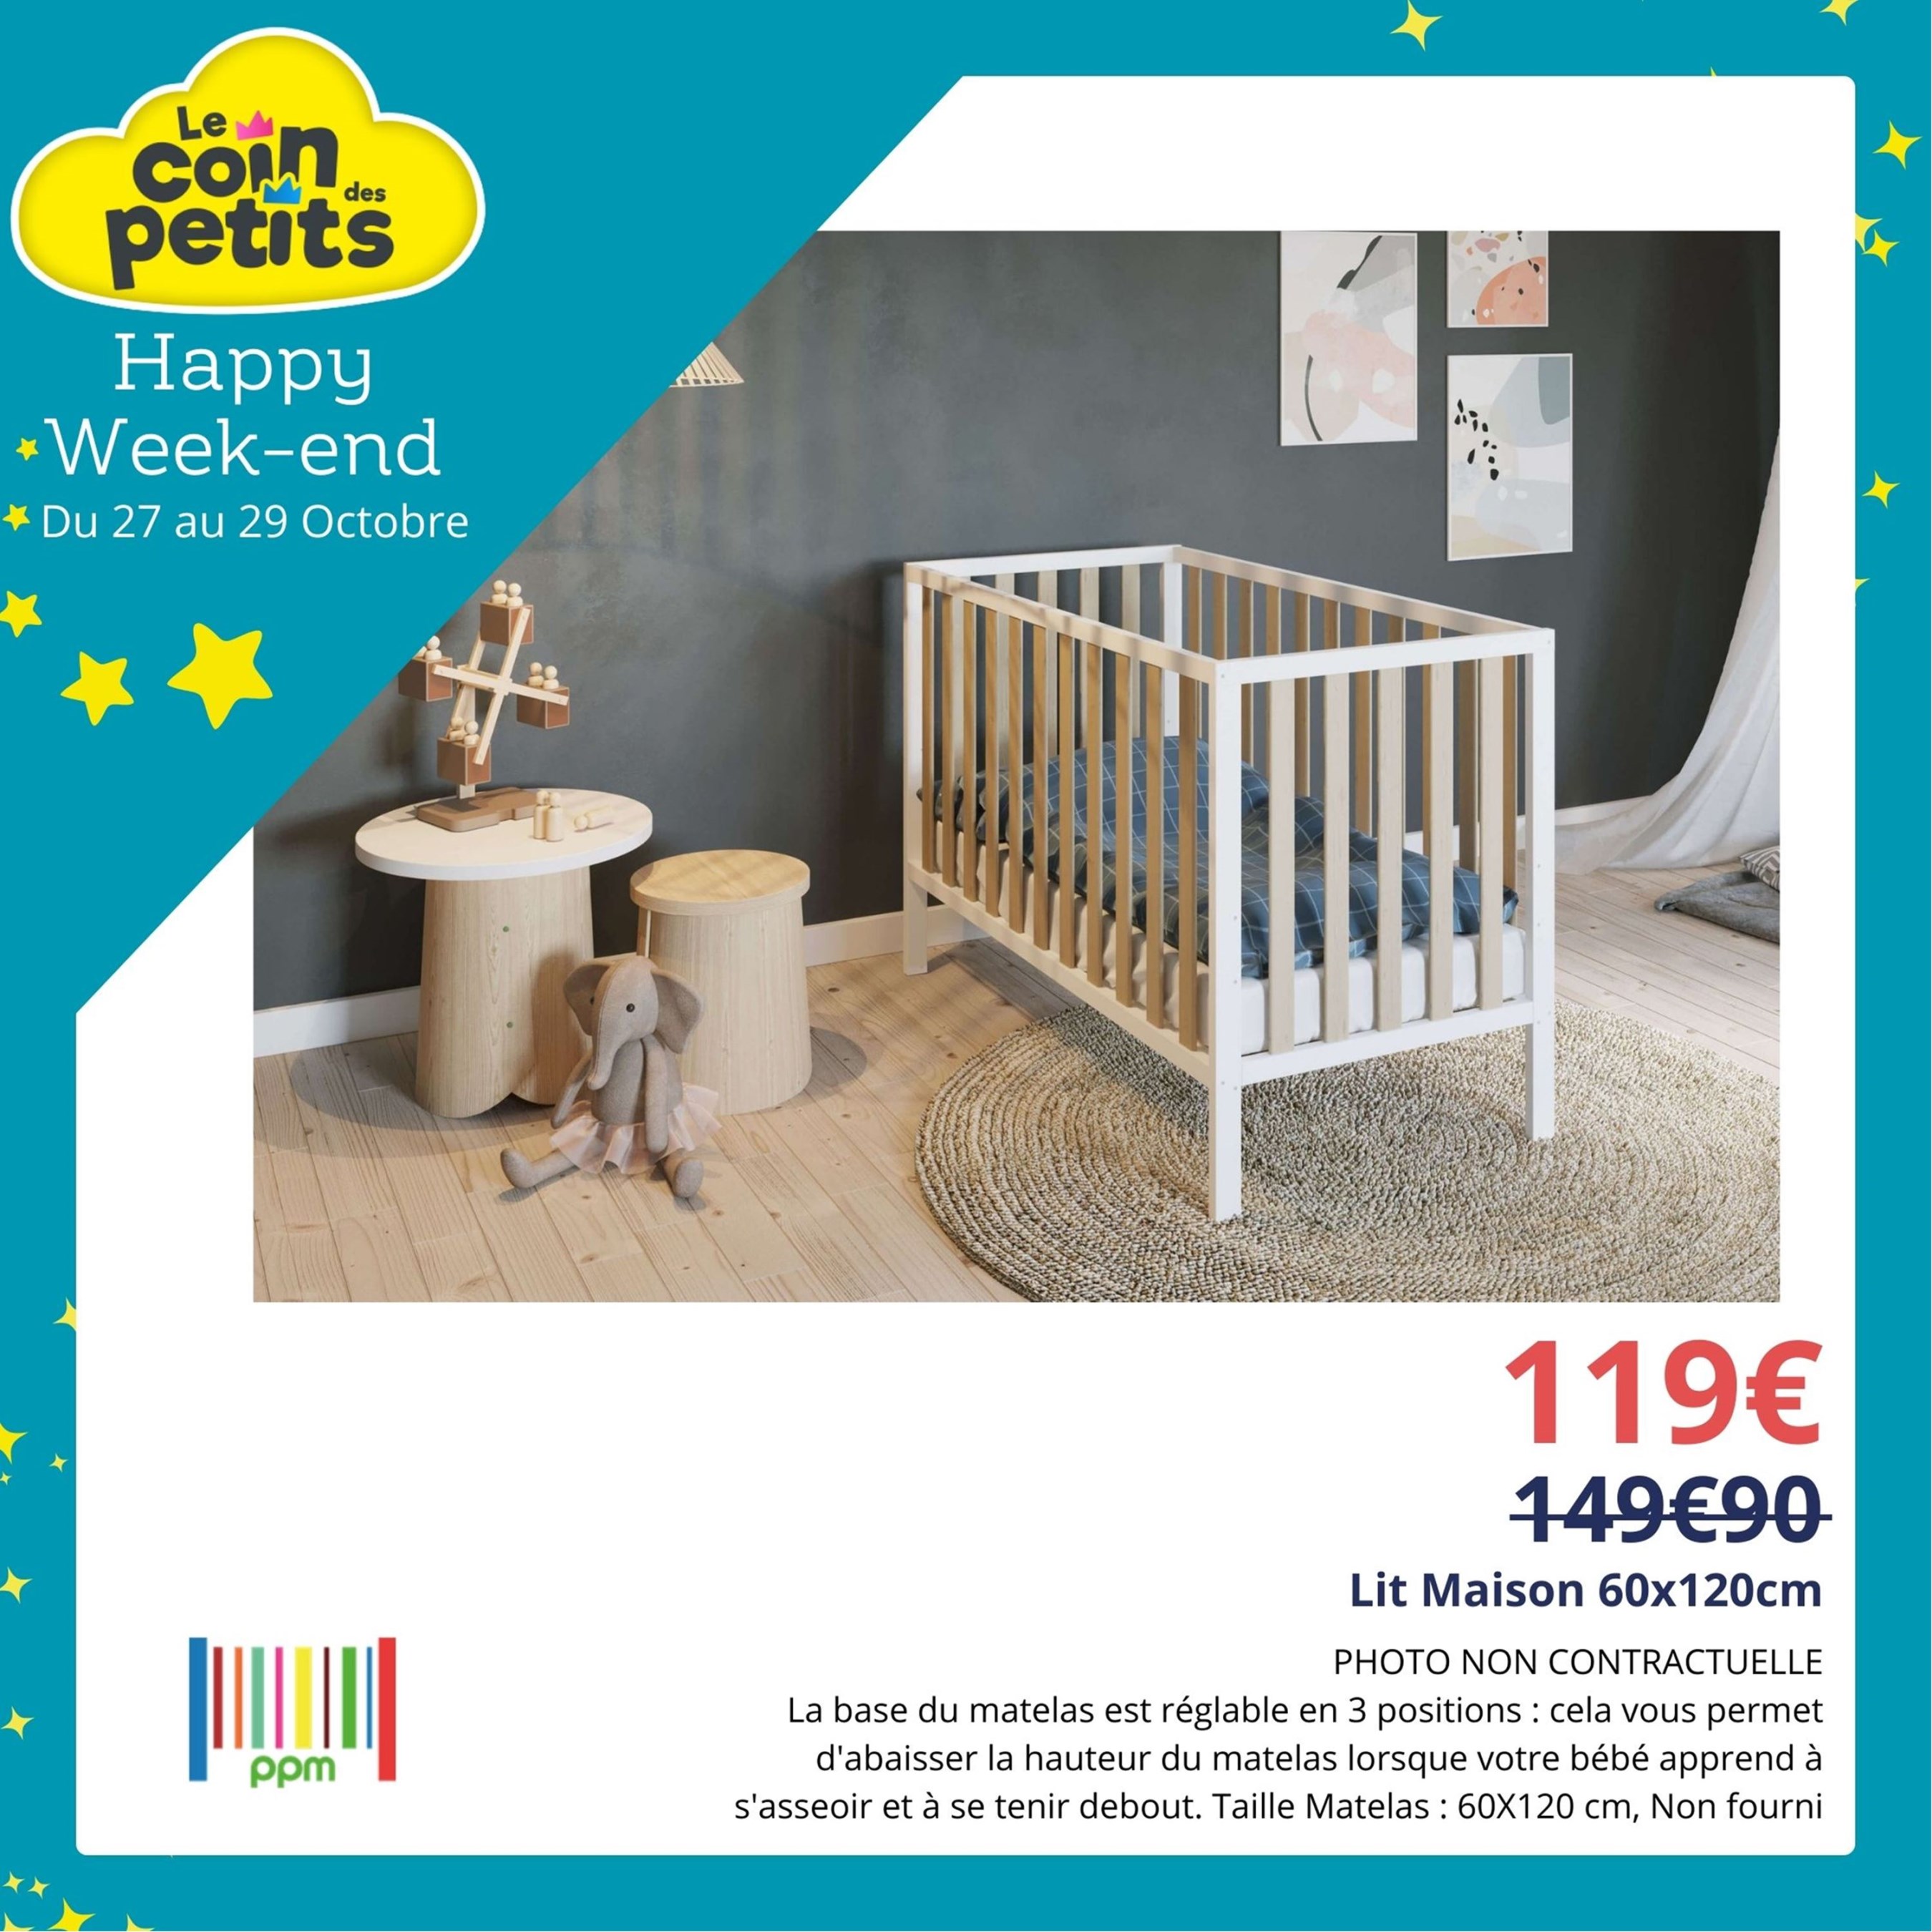 Le
coin
des
petits
Happy
Week-end
Du 27 au 29 Octobre
119€
149€90
Lit Maison 60x120cm
PHOTO NON CONTRACTUELLE
La base du matelas est réglable en 3 positions : cela vous permet
d'abaisser la hauteur du matelas lorsque votre bébé apprend à
s'asseoir et à se tenir debout. Taille Matelas : 60X120 cm, Non fourni
ppm